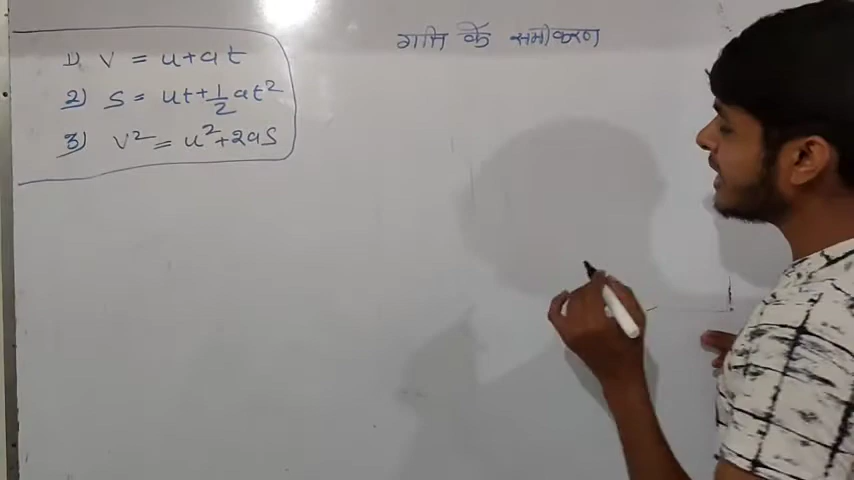 गति के समीकरण
1) V = u+at
2) S = ut+½at²
3) V² = u²+2aS